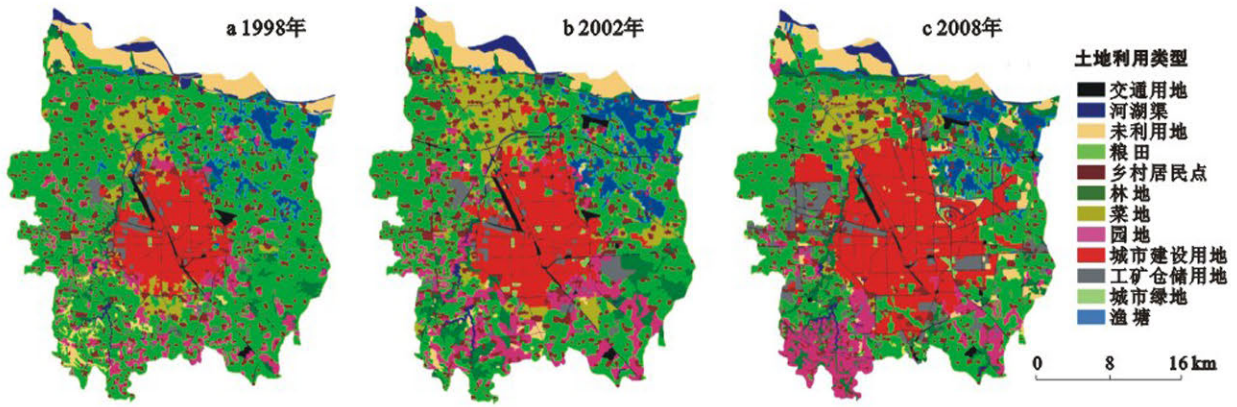 a 1998年
b 2002年
c 2008年
土地利用类型
交通用地
河湖渠
未利用地
粮田
乡村居民点
林地
菜地
园地
城市建设用地
工矿仓储用地
城市绿地
渔塘
0 8 16 km